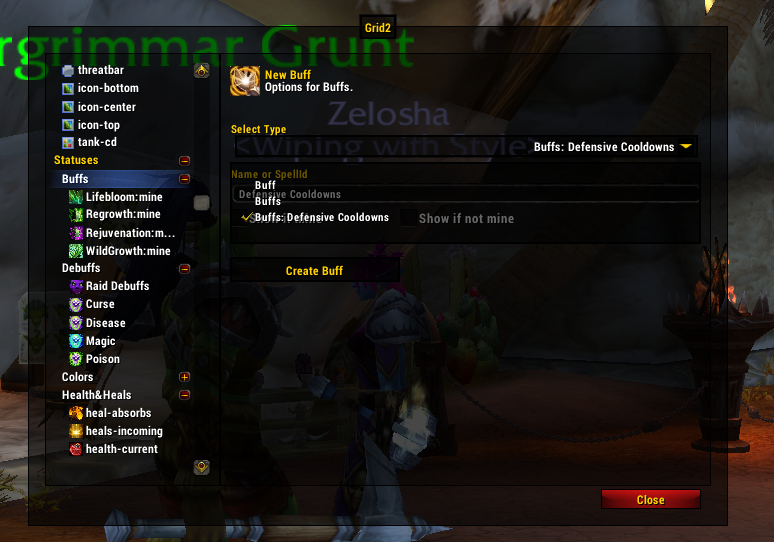 Grid2
rgrimmar Grunt
threatbar
icon-bottom
icon-center
icon-top
tank-cd
Statuses
Buffs
Lifebloom:mine
Regrowth:mine
Rejuvenation:m...
WildGrowth:mine
Debuffs
Raid Debuffs
Curse
Disease
Magic
Poison
Colors
Health&Heals
heal-absorbs
heals-incoming
health-current
New Buff
Options for Buffs.
Zelosha
<Wiping with Style>
Select Type
Buffs: Defensive Cooldowns
Name or SpellId
Buff
Defensive Cooldowns
Buffs
Buffs: Defensive Cooldowns
Show if not mine
Create Buff
Close